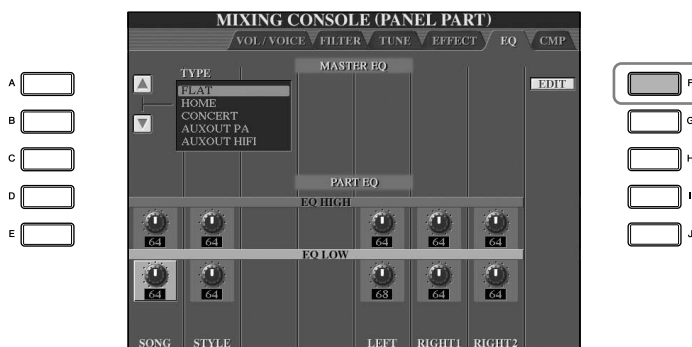 MIXING CONSOLE (PANEL PART)
VOL / VOICE FILTER TUNE EFFECT EQ CMP
MASTER EQ
TYPE
EDIT
FLAT
HOME
CONCERT
AUXOUT PA
AUXOUT HIFI
PART EQ
EQ HIGH
64 64 64 64 64
EQ LOW
64 64 68 64 64
SONG STYLE LEFT RIGHT1 RIGHT2
A
B
C
D
E
F
G
H
I
J